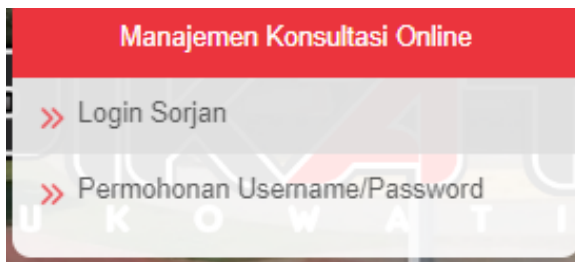 Manajemen Konsultasi Online
» Login Sorjan
» Permohonan Username/Password
U K O W A T I